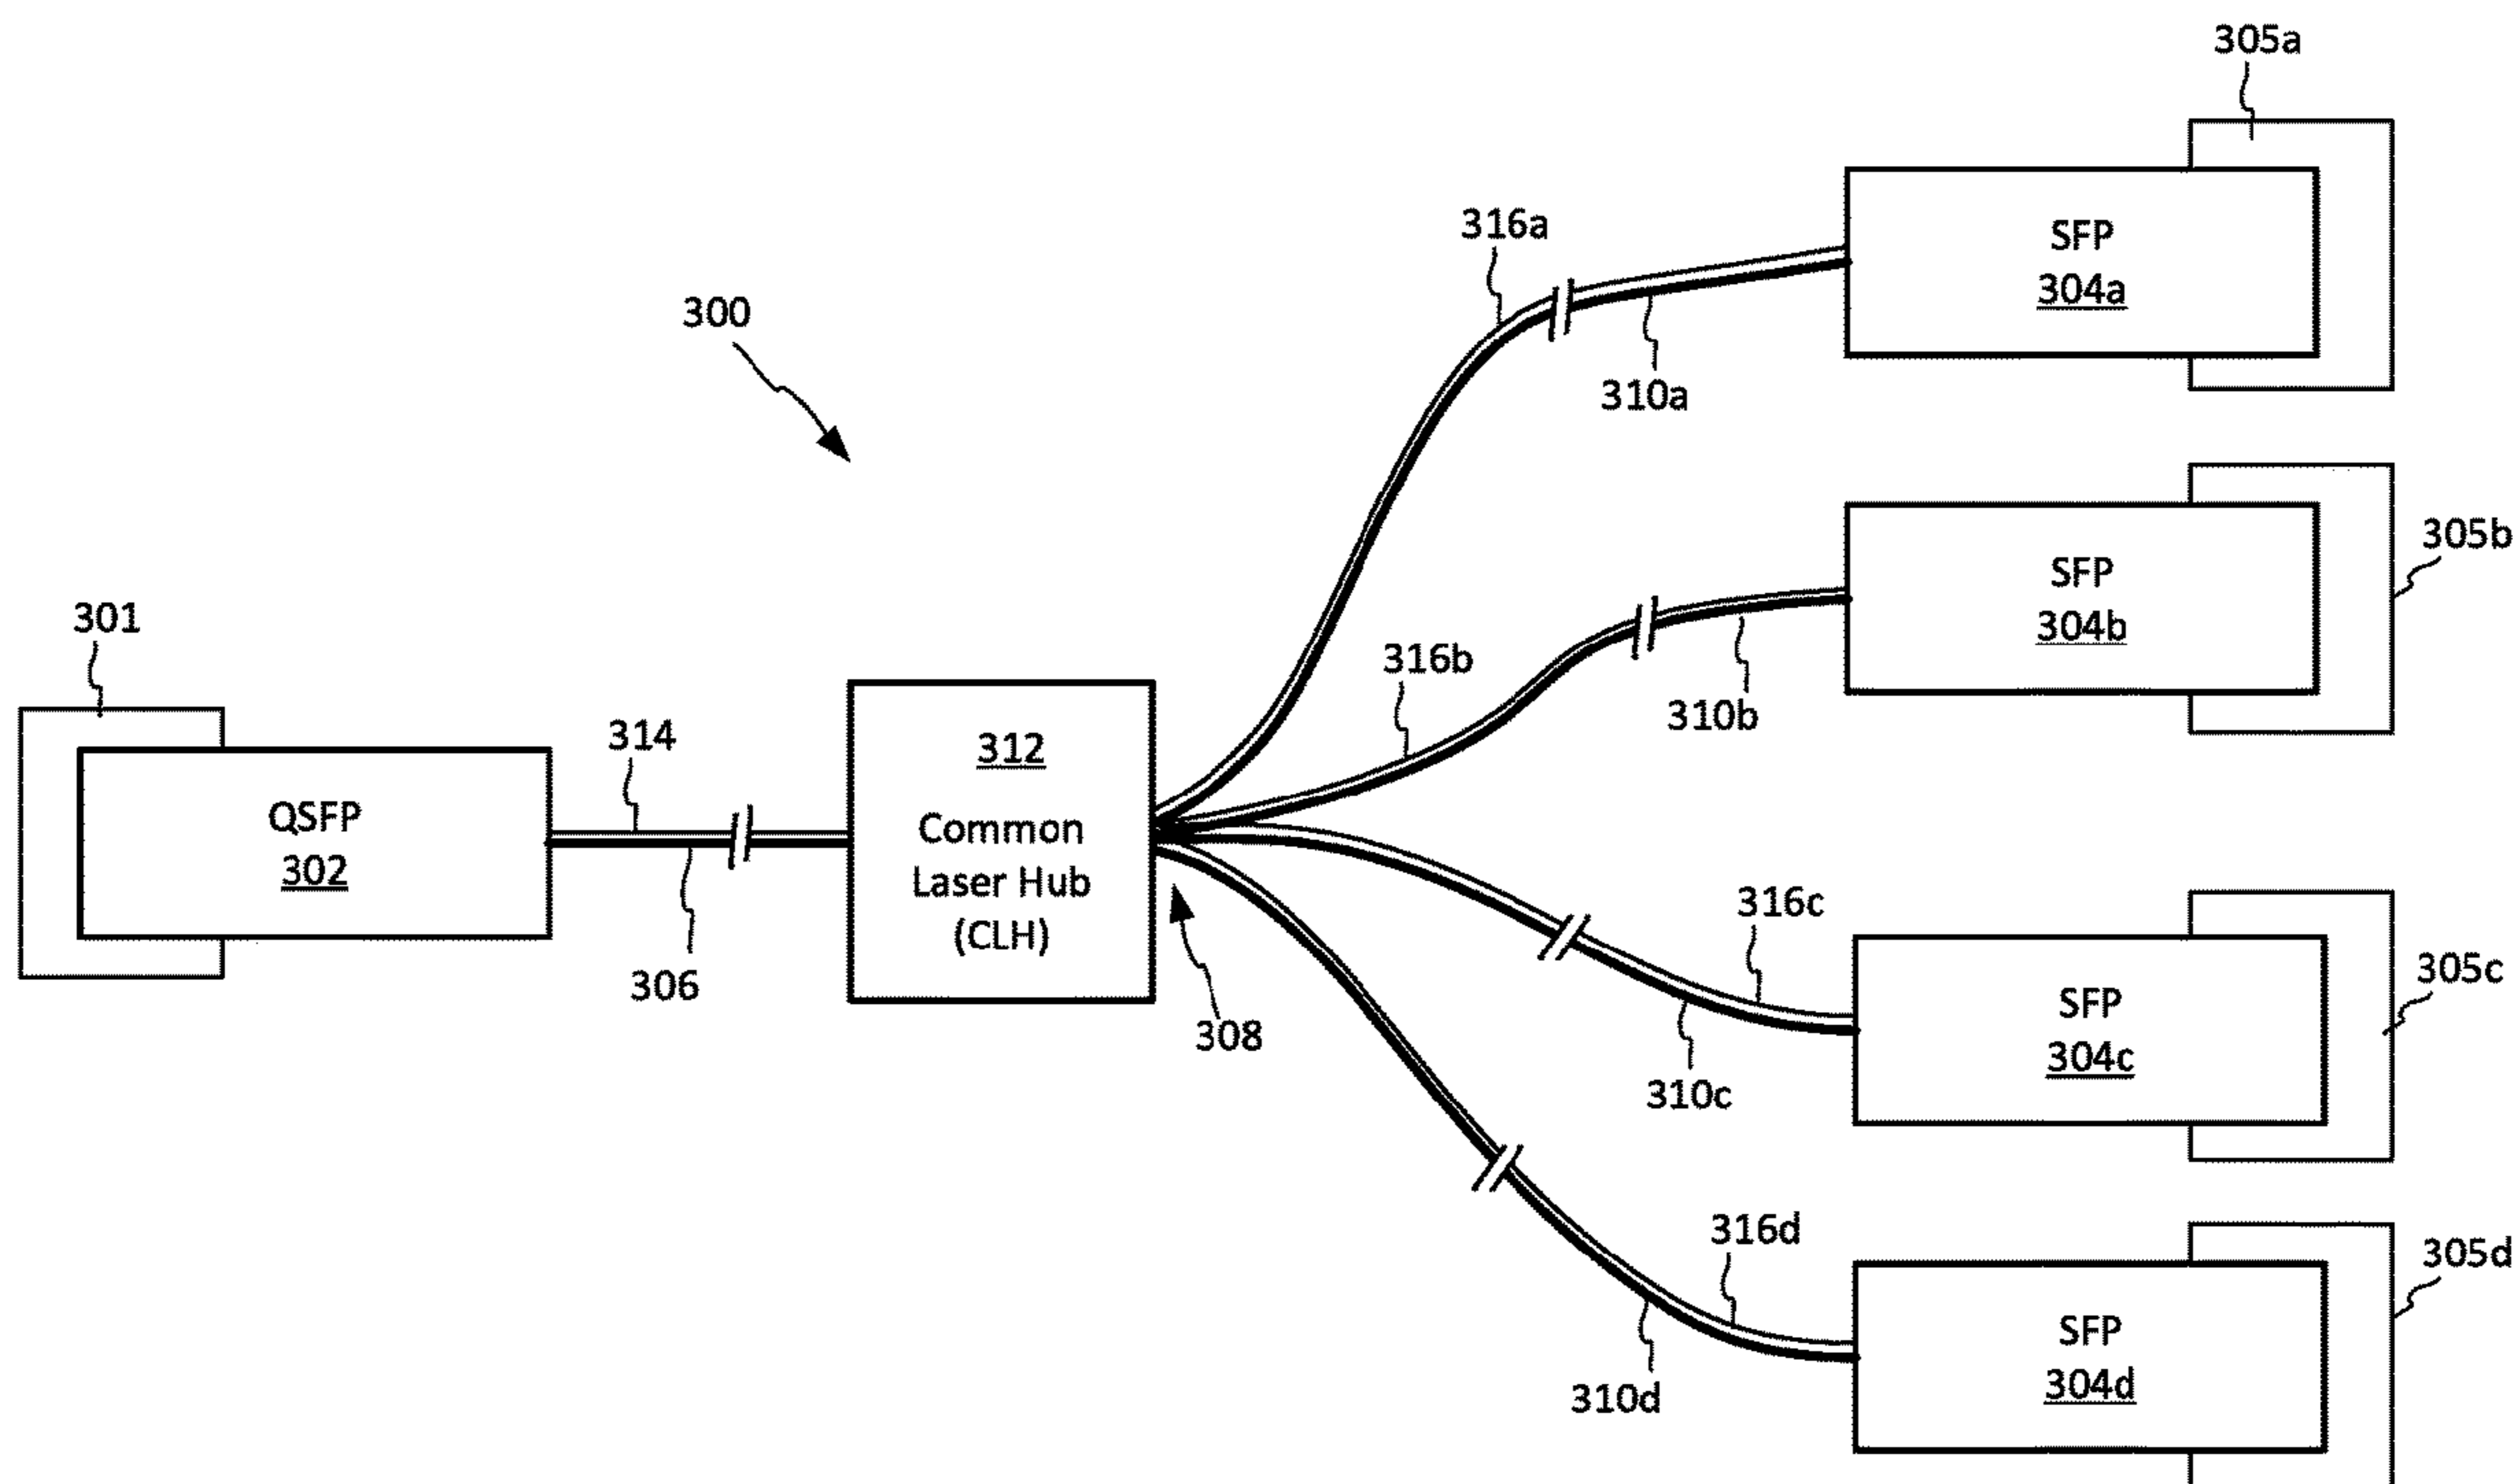 305a
316a
SFP
304a
300
310a
305b
SFP
304b
301
316b
310b
314
312
QSFP
302
Common
Laser Hub
(CLH)
316c
305c
306
SFP
304c
308
310c
316d
305d
SFP
304d
310d